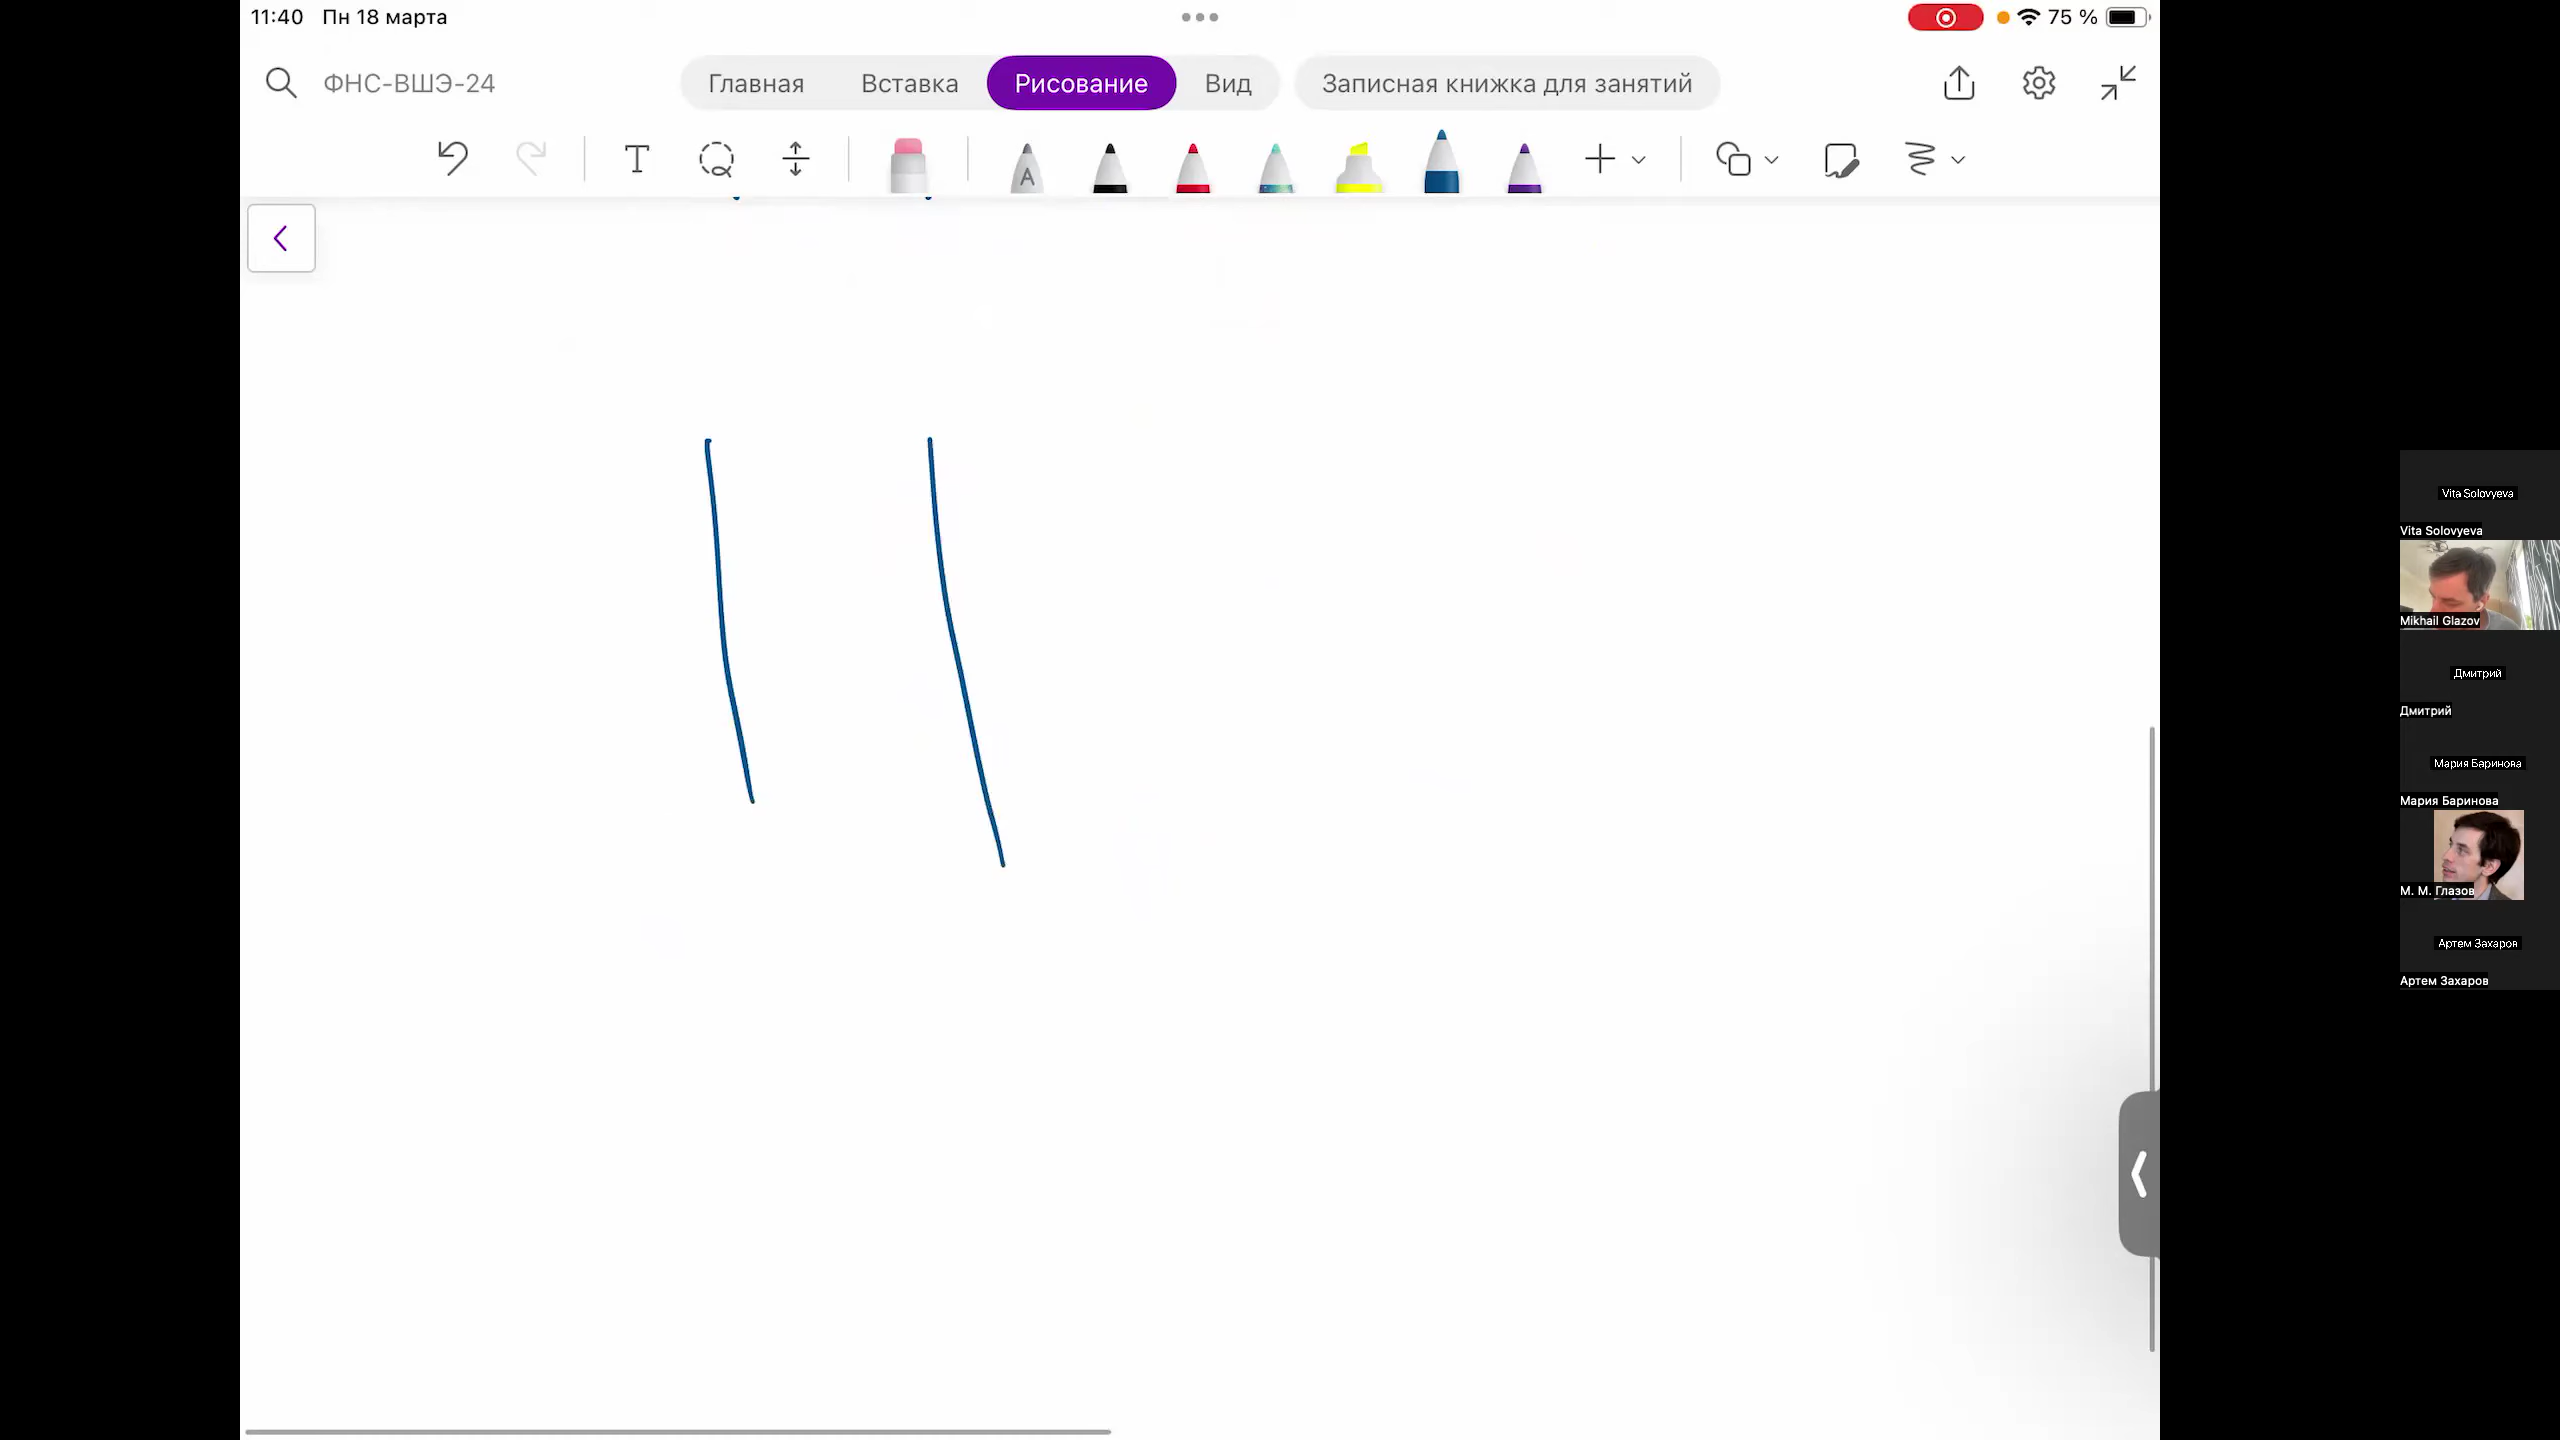 11:40 Пн 18 марта
75 %
ФНС-ВШЭ-24
Главная Вставка Рисование Вид Записная книжка для занятий
T
A
Vita Solovyeva
Vita Solovyeva
Mikhail Glazov
Дмитрий
Дмитрий
Мария Баринова
Мария Баринова
М. М. Глазов
Артем Захаров
Артем Захаров